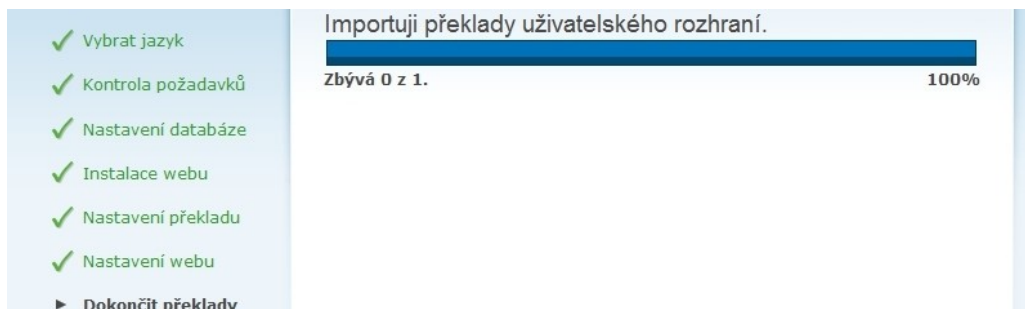 Vybrat jazyk
Kontrola požadavků
Nastavení databáze
Instalace webu
Nastavení překladu
Nastavení webu
Dokončit překlady
Importuji překlady uživatelského rozhraní.
Zbývá 0 z 1. 100%